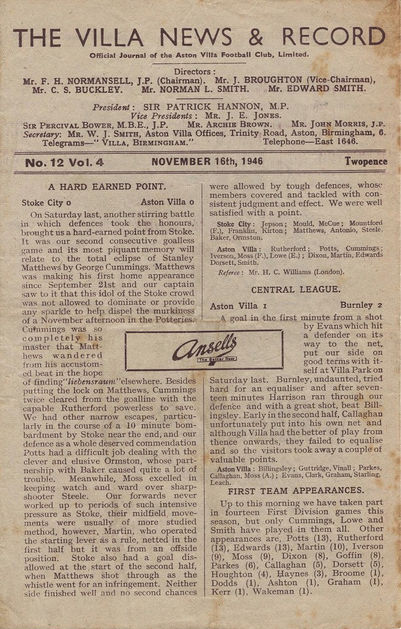 THE VILLA NEWS & RECORD
Official Journal of the Aston Villa Football Club, Limited.
Directors:
Mr. F. H. NORMANSELL, J.P. (Chairman). Mr. J. BROUGHTON (Vice-Chairman),
Mr. C. S. BUCKLEY. Mr. NORMAN L. SMITH. Mr. EDWARD SMITH.
President: SIR PATRICK HANNON, M.P.
Vice Presidents: MR. J. E. JONES.
SIR PERCIVAL BOWER, M.B.E., J.P. MR. ARCHIE BROWN. MR. JOHN MORRIS, J.P.
Secretary: MR. W. J. SMITH, Aston Villa Offices, Trinity Road, Aston, Birmingham, 6.
Telegrams—" VILLA, BIRMINGHAM." Telephone—East 1646.
No. 12 Vol. 4 NOVEMBER 16th, 1946 Twopence
A HARD EARNED POINT.
Stoke City 0 Aston Villa 0
On Saturday last, another stirring battle
in which defences took the honours,
brought us a hard-earned point from Stoke.
It was our second consecutive goalless
game and its most piquant memory will
relate to the total eclipse of Stanley
Matthews by George Cummings. Matthews
was making his first home appearance
since September 21st and our captain
saw to it that this idol of the Stoke crowd
was not allowed to dominate or provide
any sparkle to help dispel the murkiness
of a November afternoon in the Potteries.
Cummings was so
completely his
master that Matt-
hews wandered
from his accustom-
ed beat in the hope
of finding "liebensraum" elsewhere. Besides
putting the lock on Matthews, Cummings
twice cleared from the goalline with the
capable Rutherford powerless to save.
We had other narrow escapes, particu-
larly in the course of a 10 minute bom-
bardment by Stoke near the end, and our
defence as a whole deserved commendation
Potts had a difficult job dealing with the
clever and elusive Ormston, whose part-
nership with Baker caused quite a lot of
trouble. Meanwhile, Moss excelled in
keeping watch and ward over sharp-
shooter Steele. Our forwards never
worked up to periods of such intensive
pressure as Stoke, their midfield move-
ments were usually of more studied
method, however, Martin, who operated
the starting lever as a rule, netted in the
first half but it was from an offside
position. Stoke also had a goal dis-
allowed at the start of the second half,
when Matthews shot through as the
whistle went for an infringement. Neither
side finished well and no second chances
were allowed by tough defences, whose
members covered and tackled with con-
sistent judgment and effect. We were well
satisfied with a point.
Stoke City: Jepson; Mould, McCue; Mountford
(F.), Franklin, Kirton; Matthews, Antonio, Steele,
Baker, Ormston.
Aston Villa: Rutherford; Potts, Cummings;
Iverson, Moss (F.), Lowe (E.); Dixon, Martin, Edwards
Dorsett, Smith.
Referee: Mr. H. C. Williams (London).
CENTRAL LEAGUE.
Aston Villa 1 Burnley 2
A goal in the first minute from a shot
by Evans which hit
a defender on its
way to the net,
put our side on
good terms with it-
self at Villa Park on
Saturday last. Burnley, undaunted, tried
hard for an equaliser and after seven-
teen minutes Harrison ran through our
defence and with a great shot, beat Bill-
ingsley. Early in the second half, Callaghan
unfortunately put into his own net and
although Villa had the better of play from
thence onwards, they failed to equalise
and so the visitors took away a couple of
valuable points.
Aston Villa: Billingsley; Guttridge, Vinall; Parkes,
Callaghan, Moss (A.); Evans, Clark, Graham, Starling,
Leach.
FIRST TEAM APPEARANCES.
Up to this morning we have taken part
in fourteen First Division games this
season, but only Cummings, Lowe and
Smith have played in them all. Other
appearances are, Potts (13), Rutherford
(13), Edwards (13), Martin (10), Iverson
(9), Moss (9), Dixon (8), Goffin (8),
Parkes (6), Callaghan (5), Dorsett (5),
Houghton (4), Haynes (3), Broome (1),
Dodds (1), Ashton (1), Graham (1),
Kerr (1), Wakeman (1).
Ansells
The Better Beer